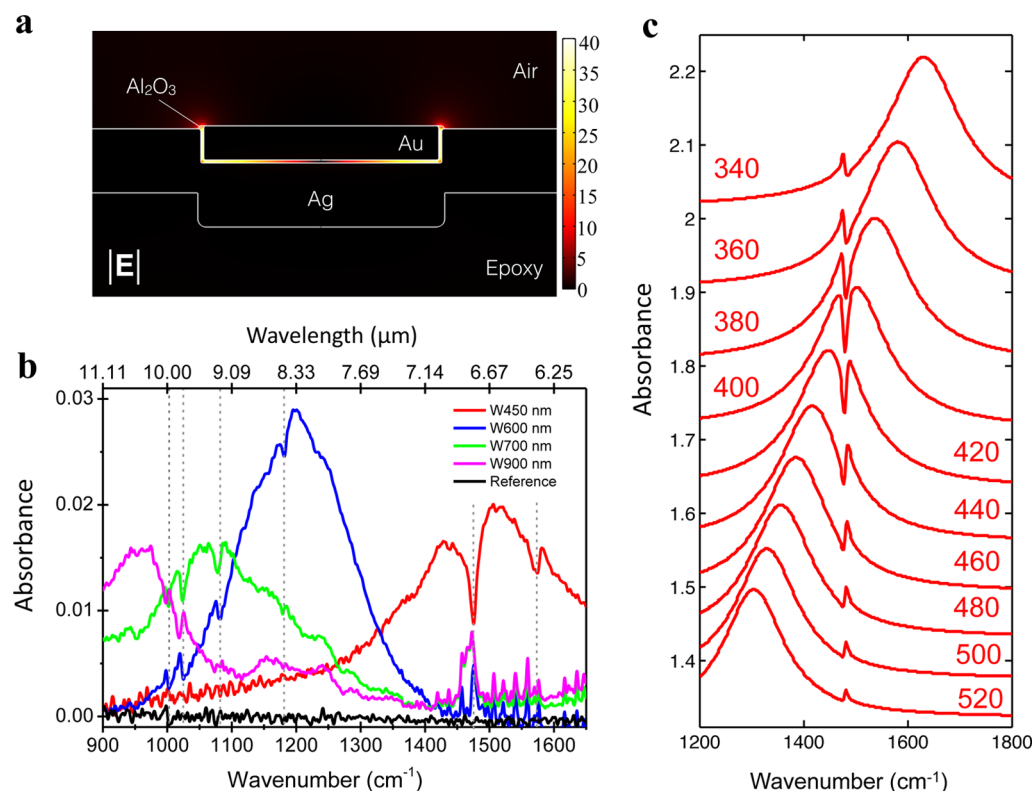 a
Al₂O₃
Air
Au
Ag
|E|
Epoxy
40
35
30
25
20
15
10
5
0
b
Wavelength (μm)
11.11 10.00 9.09 8.33 7.69 7.14 6.67 6.25
Absorbance
0.03
0.02
0.01
0.00
W450 nm
W600 nm
W700 nm
W900 nm
Reference
900 1000 1100 1200 1300 1400 1500 1600
Wavenumber (cm⁻¹)
c
Absorbance
2.2
2.1
2
1.9
1.8
1.7
1.6
1.5
1.4
340
360
380
400
420
440
460
480
500
520
1200 1400 1600 1800
Wavenumber (cm⁻¹)